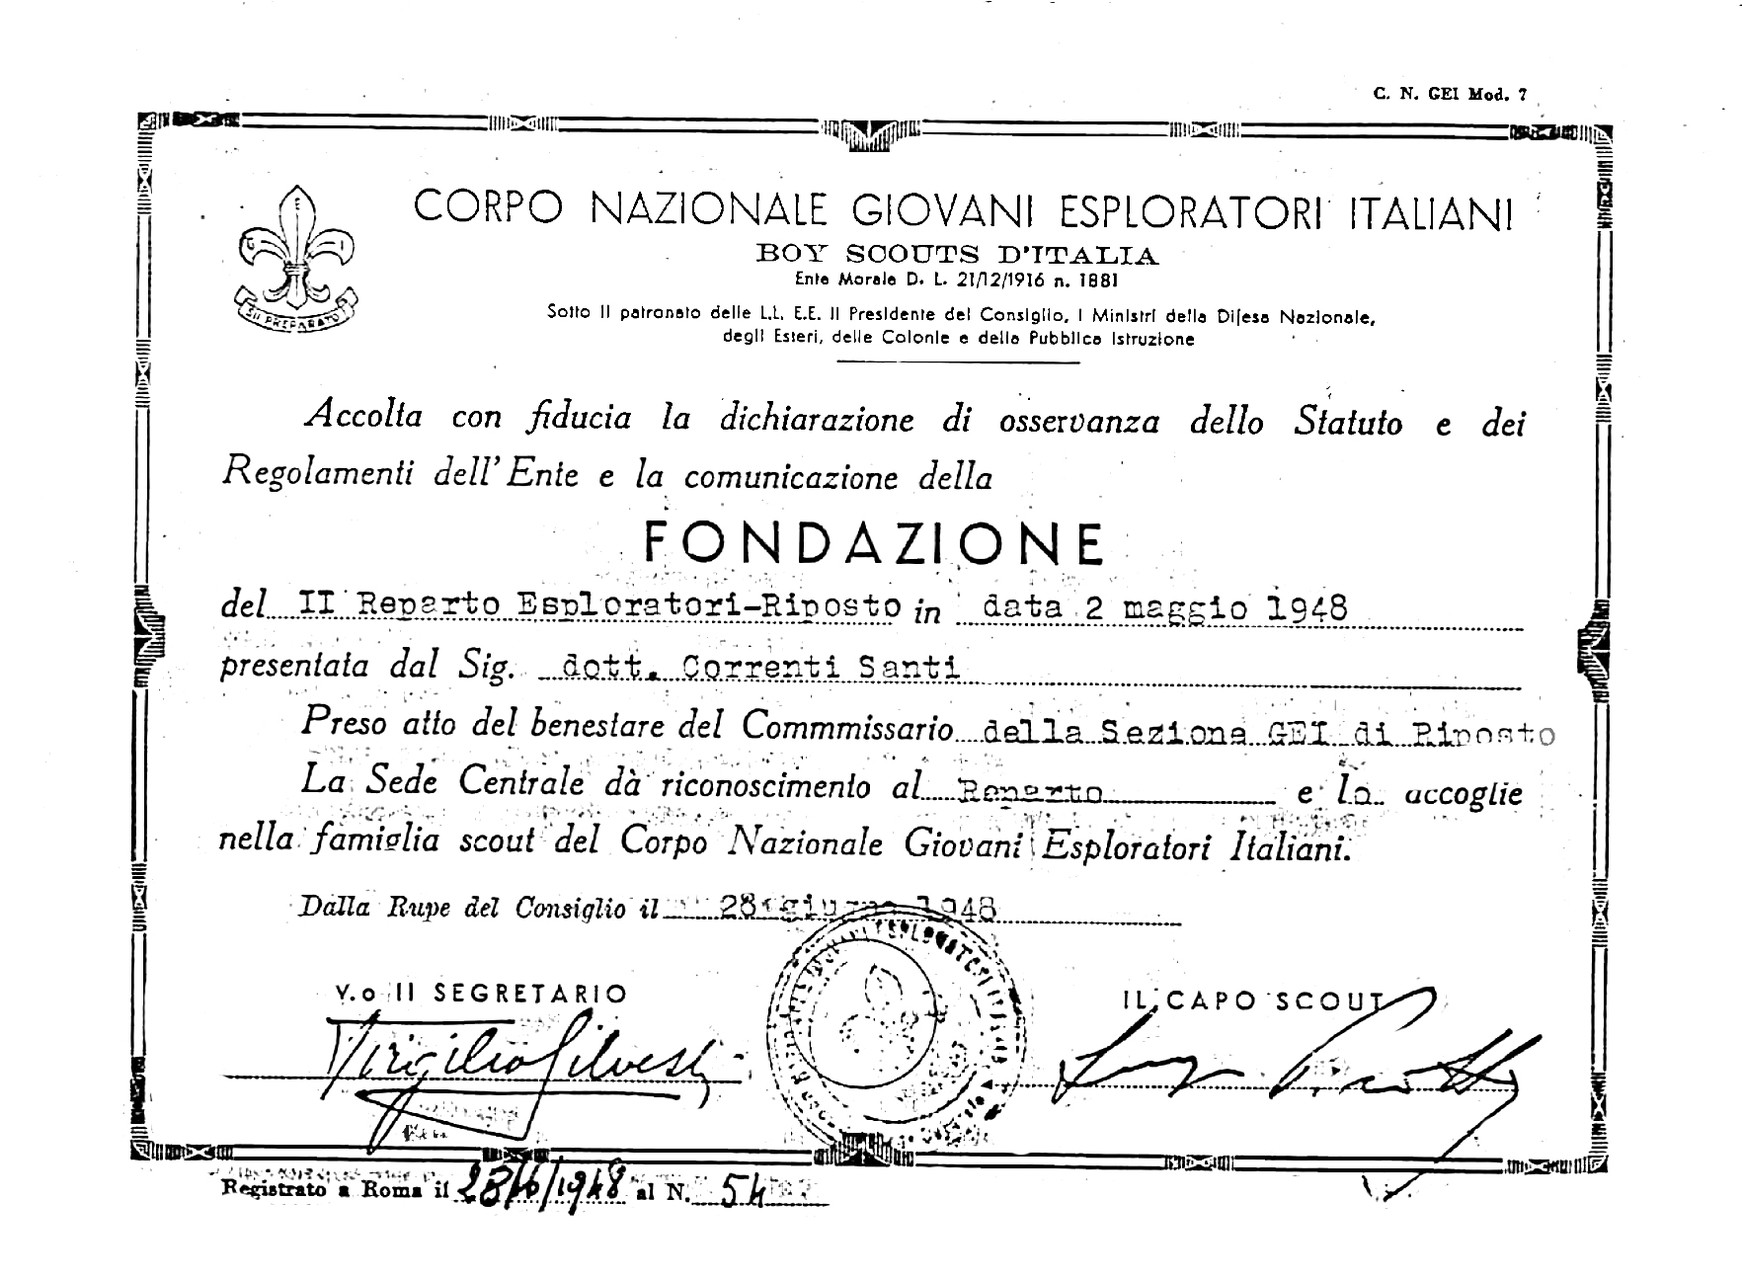 C. N. GEI Mod. 7
CORPO NAZIONALE GIOVANI ESPLORATORI ITALIANI
BOY SCOUTS D'ITALIA
Ente Morale D. L. 21/12/1916 n. 1881
Sotto il patronato delle LL. E.E. il Presidente del Consiglio, i Ministri della Difesa Nazionale,
degli Esteri, delle Colonie e della Pubblica Istruzione
E
G I
SII PREPARATO
Accolta con fiducia la dichiarazione di osservanza dello Statuto e dei
Regolamenti dell'Ente e la comunicazione della
FONDAZIONE
del II Reparto Esploratori-Riposto in data 2 maggio 1948
presentata dal Sig. dott. Correnti Santi
Preso atto del benestare del Commmissario della Sezione GEI di Riposto
La Sede Centrale dà riconoscimento al Reparto e lo accoglie
nella famiglia scout del Corpo Nazionale Giovani Esploratori Italiani.
Dalla Rupe del Consiglio il 28 giugno 1948
V.o Il SEGRETARIO
IL CAPO SCOUT
Virgilio Silvestri
ESPLORATORI
Registrato a Roma il 28/6/1948 al N. 54